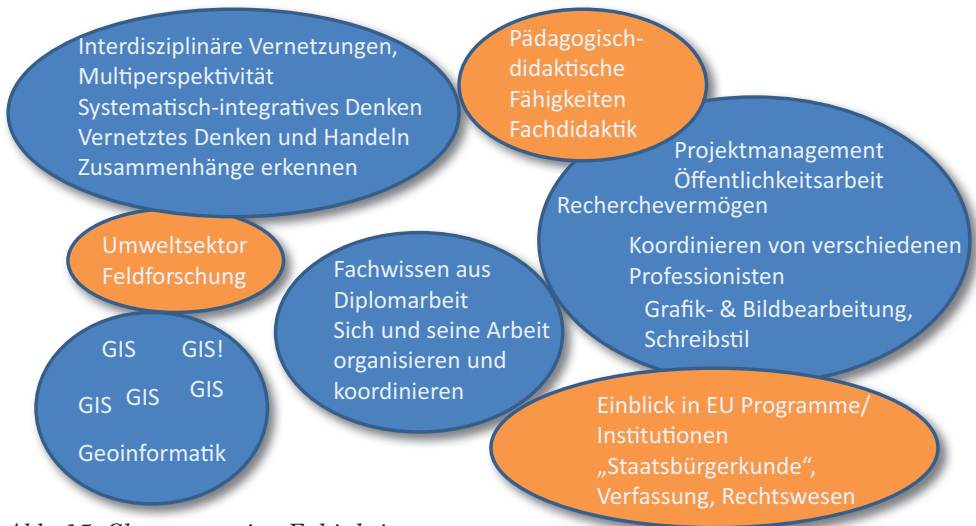 Interdisziplinäre Vernetzungen,
Multiperspektivität
Systematisch-integratives Denken
Vernetztes Denken und Handeln
Zusammenhänge erkennen
Pädagogisch-
didaktische
Fähigkeiten
Fachdidaktik
Projektmanagement
Öffentlichkeitsarbeit
Recherchevermögen
Koordinieren von verschiedenen
Professionisten
Grafik- & Bildbearbeitung,
Schreibstil
Umweltsektor
Feldforschung
Fachwissen aus
Diplomarbeit
Sich und seine Arbeit
organisieren und
koordinieren
GIS GIS!
GIS GIS GIS
Geoinformatik
Einblick in EU Programme/
Institutionen
„Staatsbürgerkunde“,
Verfassung, Rechtswesen